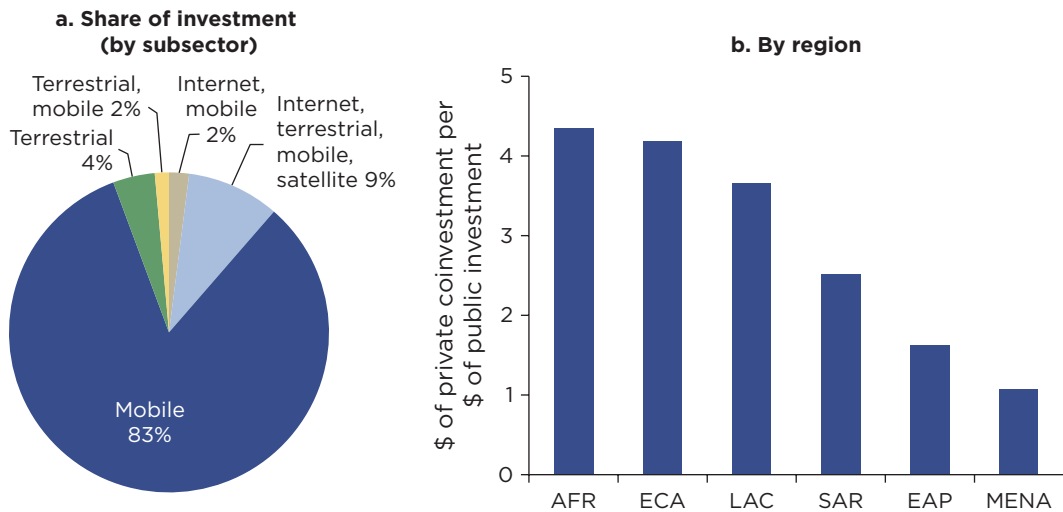 a. Share of investment
(by subsector)
Terrestrial,
mobile 2%
Internet,
mobile
2%
Internet,
terrestrial,
mobile,
satellite 9%
Terrestrial
4%
Mobile
83%
b. By region
$ of private coinvestment per
$ of public investment
5
4
3
2
1
0
AFR
ECA
LAC
SAR
EAP
MENA